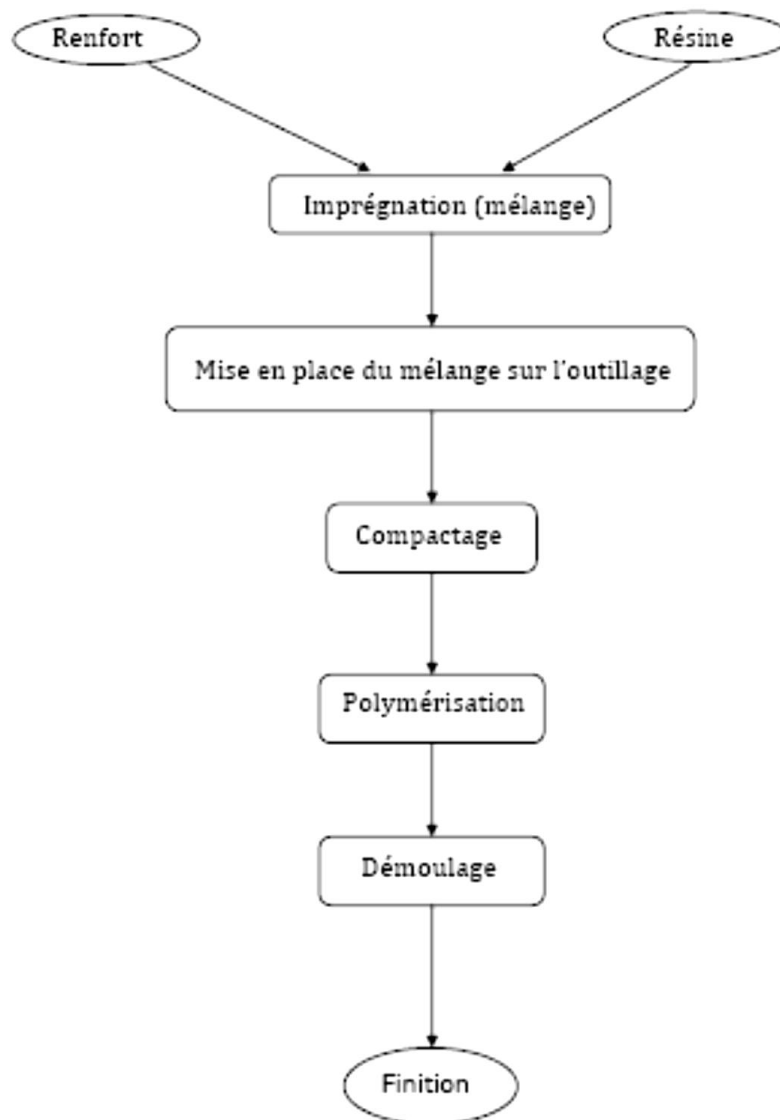 Renfort
Résine
Imprégnation (mélange)
Mise en place du mélange sur l'outillage
Compactage
Polymérisation
Démoulage
Finition